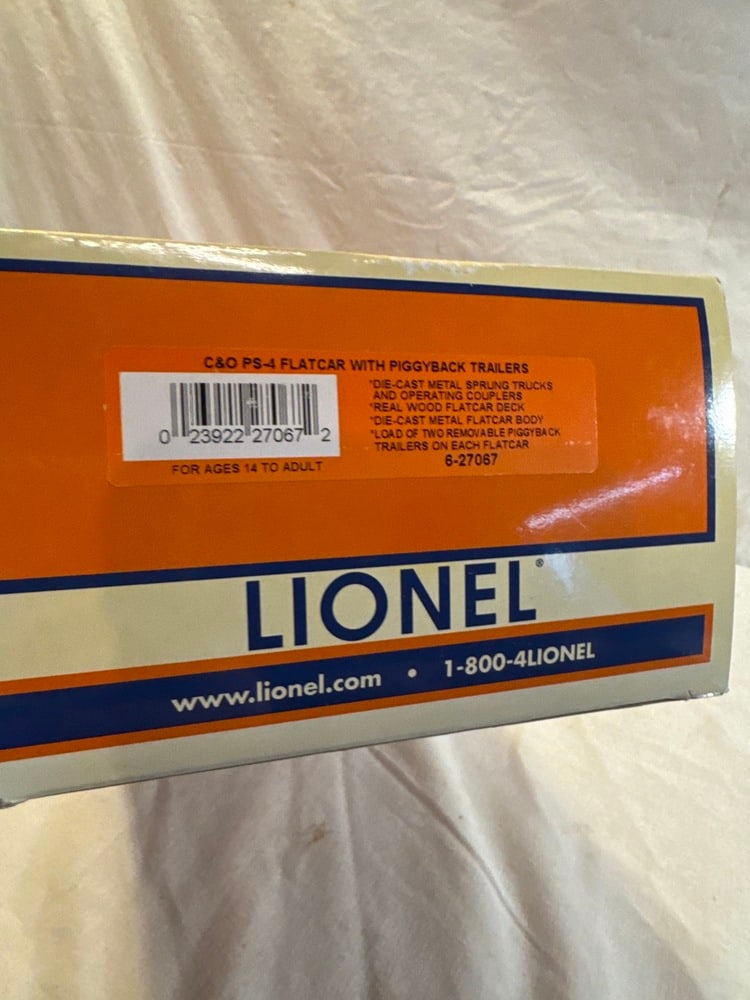 C&O PS-4 FLATCAR WITH PIGGYBACK TRAILERS
0 23922 27067 2
FOR AGES 14 TO ADULT
*DIE-CAST METAL SPRUNG TRUCKS
AND OPERATING COUPLERS
*REAL WOOD FLATCAR DECK
*DIE-CAST METAL FLATCAR BODY
*LOAD OF TWO REMOVABLE PIGGYBACK
TRAILERS ON EACH FLATCAR
6-27067
LIONEL®
www.lionel.com • 1-800-4LIONEL